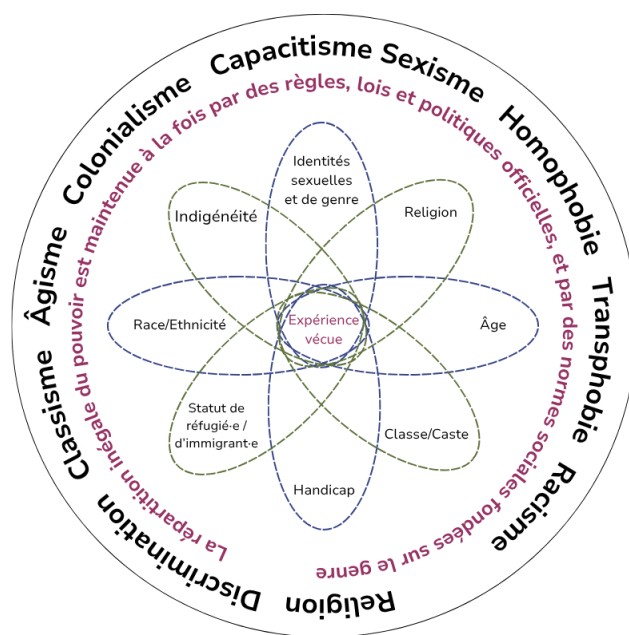 Capacitisme
Sexisme
Homophobie
Transphobie
Racisme
Religion
Discrimination
Classisme
Âgisme
Colonialisme
La répartition inégale du pouvoir est maintenue à la fois par des règles, lois et politiques officielles, et par des normes sociales fondées sur le genre
Identités
sexuelles
et de genre
Religion
Âge
Classe/Caste
Handicap
Statut de
réfugié·e /
d'immigrant·e
Race/Ethnicité
Indigénéité
Expérience
vécue